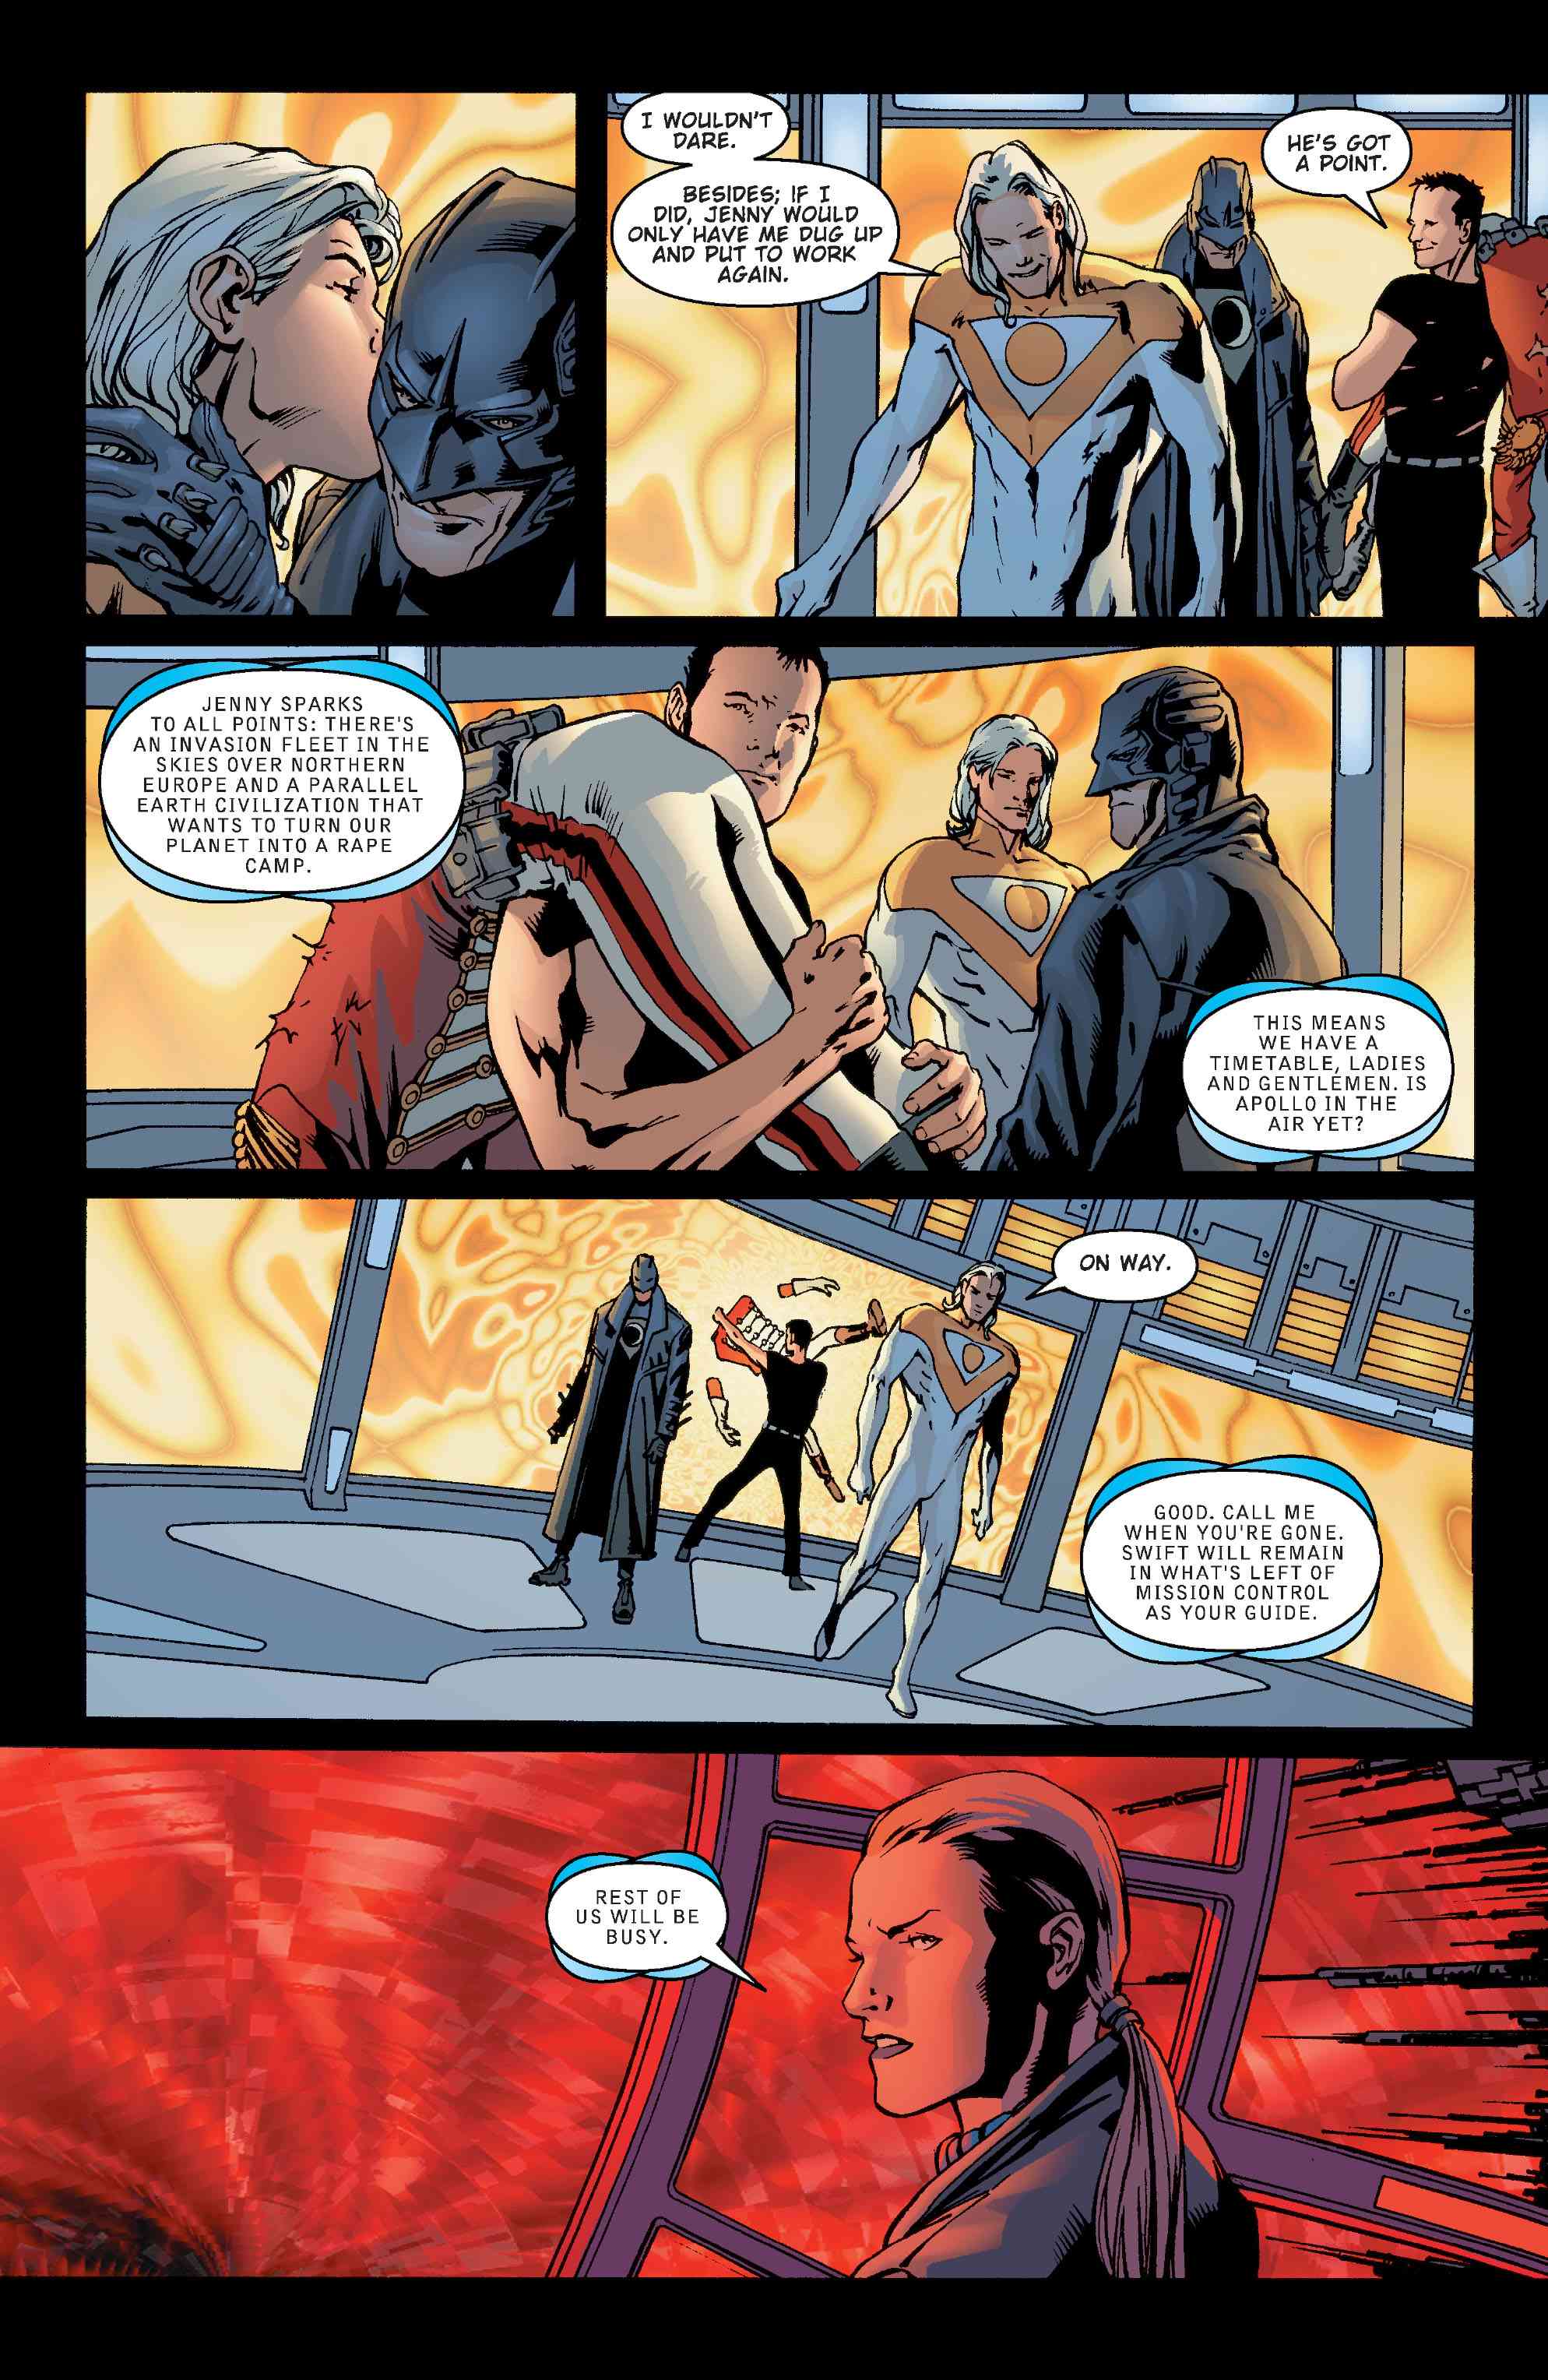 I WOULDN'T
DARE.
BESIDES; IF I
DID, JENNY WOULD
ONLY HAVE ME DUG UP
AND PUT TO WORK
AGAIN.
HE'S GOT
A POINT.
JENNY SPARKS
TO ALL POINTS: THERE'S
AN INVASION FLEET IN THE
SKIES OVER NORTHERN
EUROPE AND A PARALLEL
EARTH CIVILIZATION THAT
WANTS TO TURN OUR
PLANET INTO A RAPE
CAMP.
THIS MEANS
WE HAVE A
TIMETABLE, LADIES
AND GENTLEMEN. IS
APOLLO IN THE
AIR YET?
ON WAY.
GOOD. CALL ME
WHEN YOU'RE GONE.
SWIFT WILL REMAIN
IN WHAT'S LEFT OF
MISSION CONTROL
AS YOUR GUIDE.
REST OF
US WILL BE
BUSY.